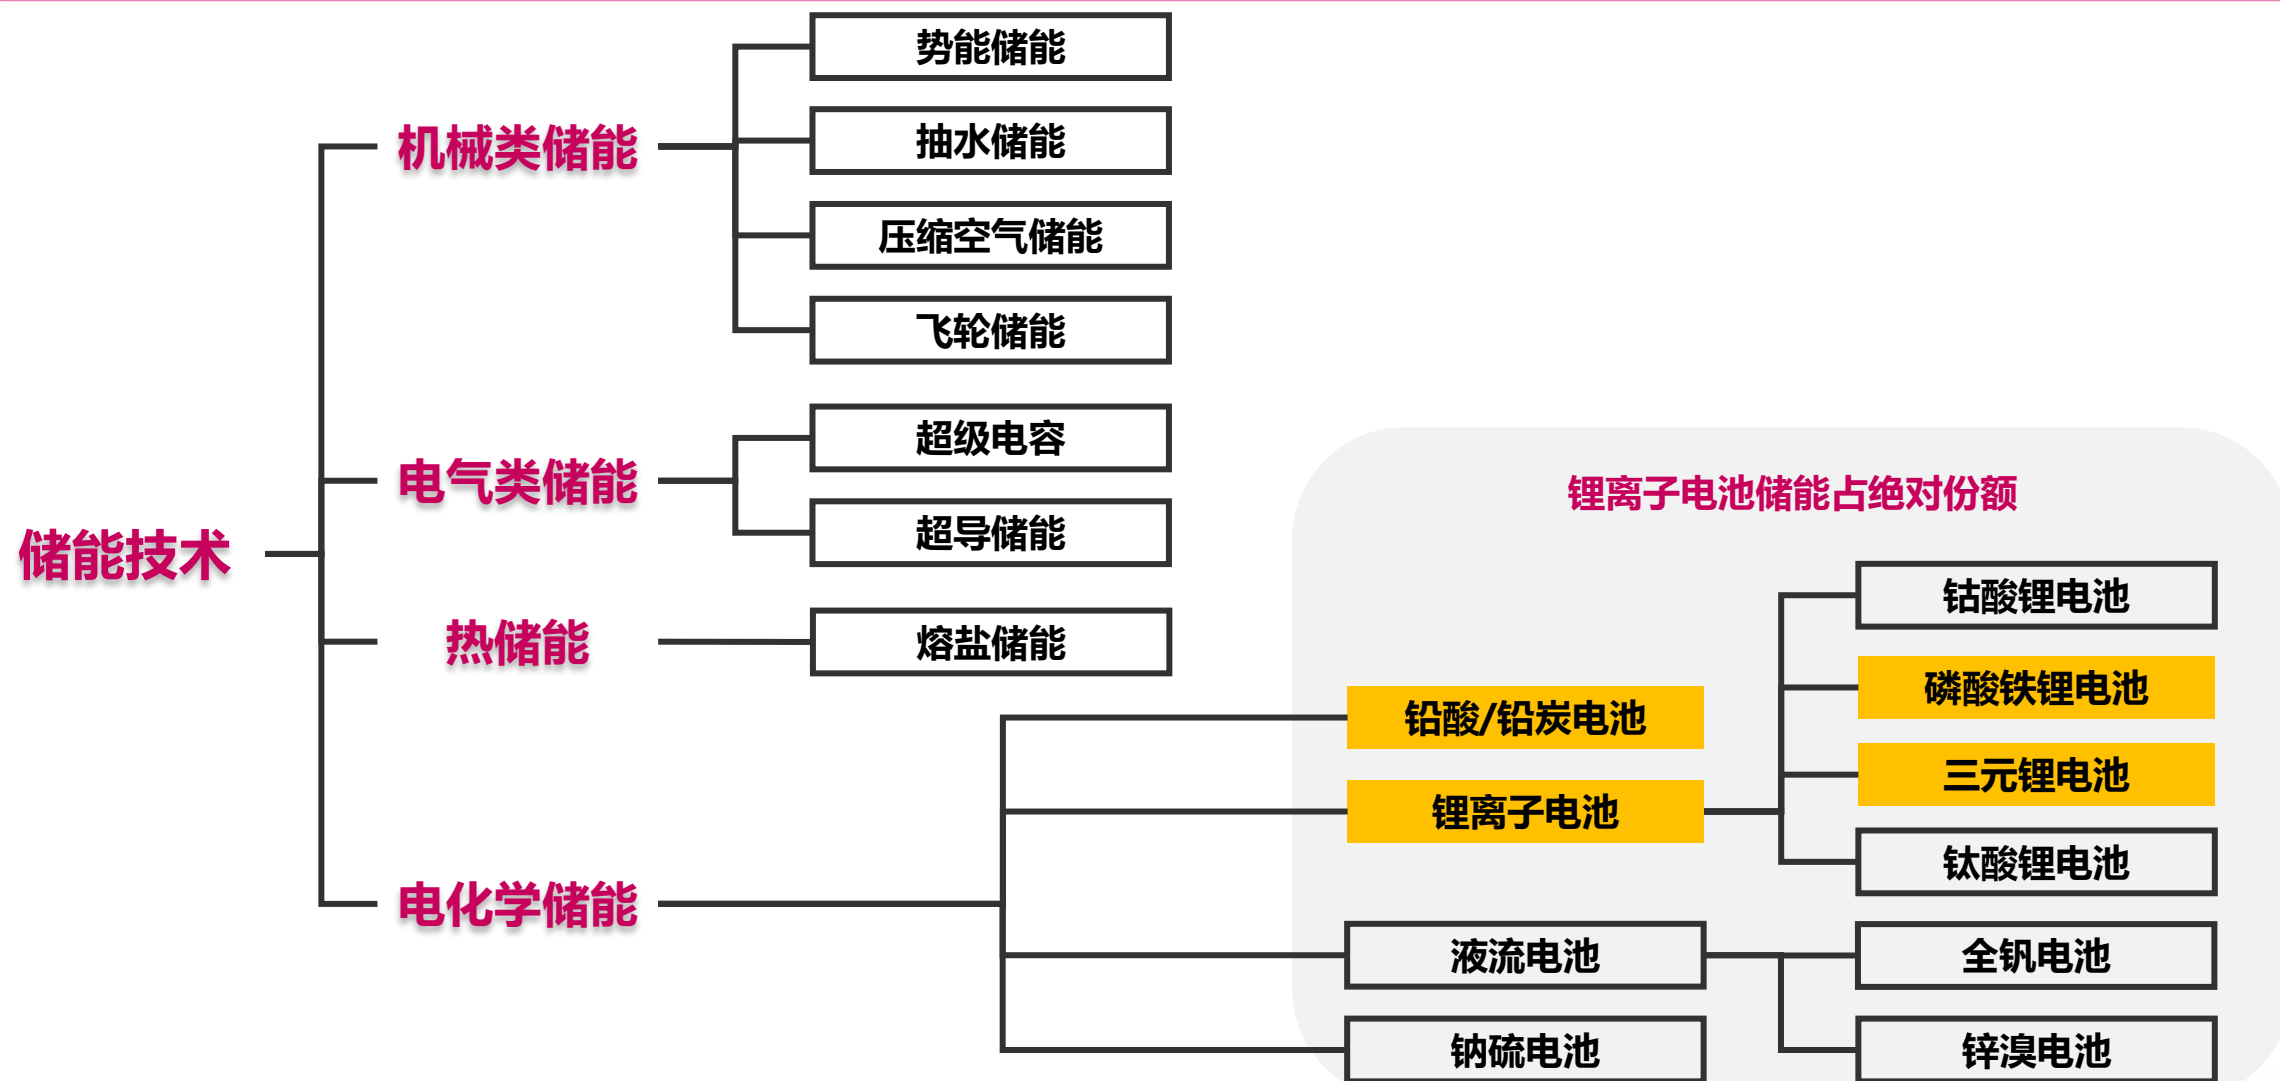 储能技术
机械类储能
势能储能
抽水储能
压缩空气储能
飞轮储能
电气类储能
超级电容
超导储能
热储能
熔盐储能
电化学储能
锂离子电池储能占绝对份额
铅酸/铅炭电池
锂离子电池
钴酸锂电池
磷酸铁锂电池
三元锂电池
钛酸锂电池
液流电池
全钒电池
锌溴电池
钠硫电池